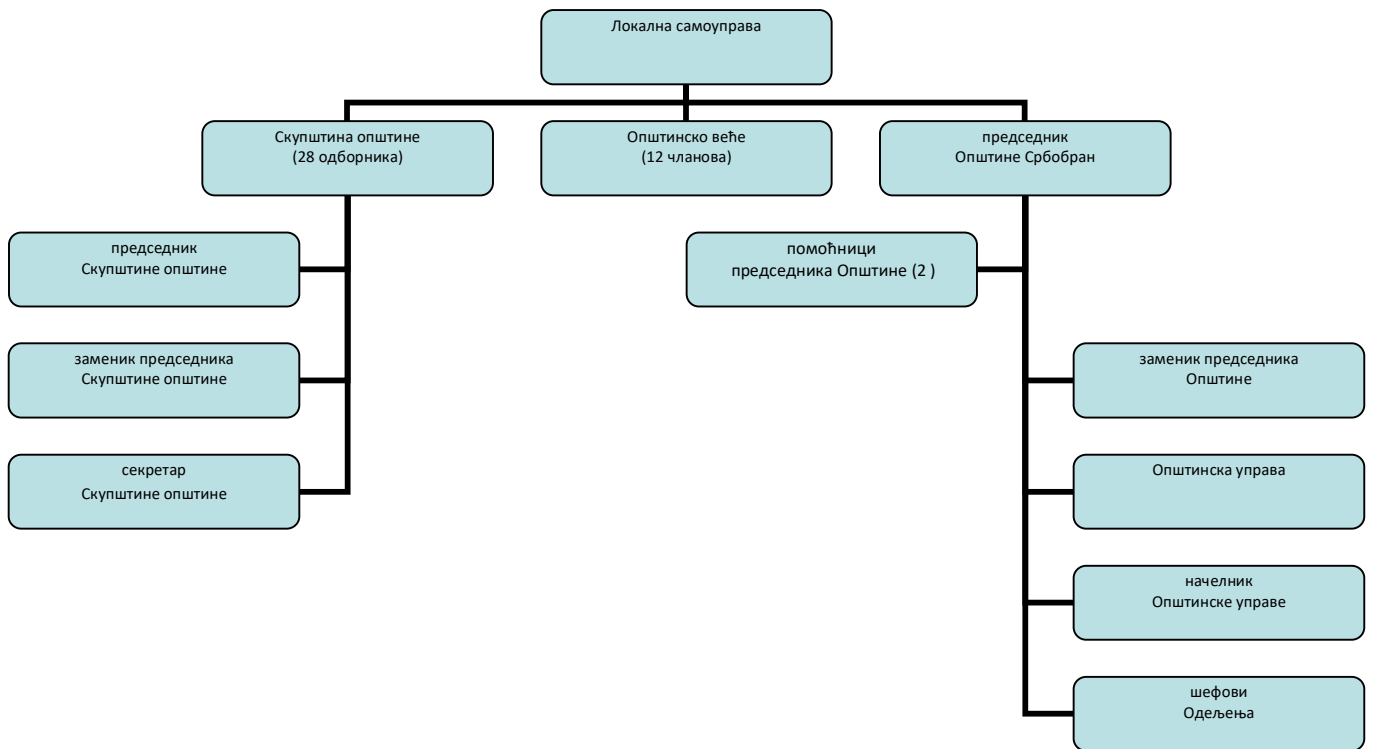 Локална самоуправа
Скупштина општине
(28 одборника)
Општинско веће
(12 чланова)
председник
Општине Србобран
председник
Скупштине општине
помоћници
председника Општине (2 )
заменик председника
Скупштине општине
заменик председника
Општине
секретар
Скупштине општине
Општинска управа
начелник
Општинске управе
шефови
Одељења